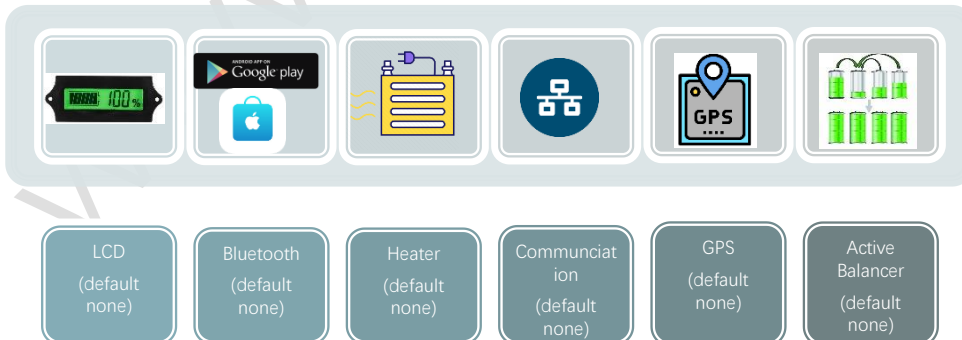 100%
ANDROID APP ON
Google play
GPS
LCD
(default
none)
Bluetooth
(default
none)
Heater
(default
none)
Communciat
ion
(default
none)
GPS
(default
none)
Active
Balancer
(default
none)